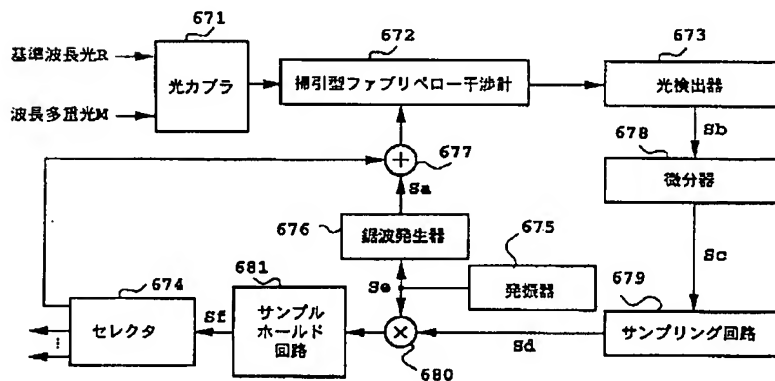 671
672
673
基準波長光R
光カプラ
掃引型ファブリペロー干渉計
光検出器
波長多重光M
Sb
678
677
Sa
微分器
676
鋸波発生器
675
Sc
681
674
Se
発振器
679
セレクタ
Sf
サンプル
ホールド
回路
Sd
サンプリング回路
680